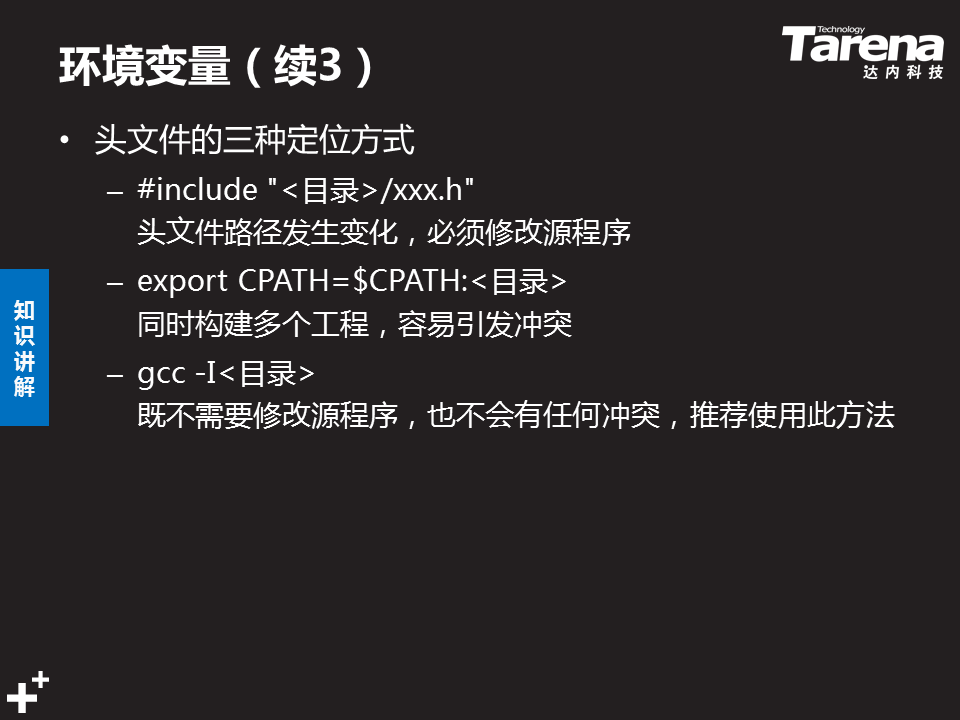 环境变量（续3）
Technology
Tarena
达内科技
• 头文件的三种定位方式
– #include "<目录>/xxx.h"
头文件路径发生变化，必须修改源程序
– export CPATH=$CPATH:<目录>
同时构建多个工程，容易引发冲突
– gcc -I<目录>
既不需要修改源程序，也不会有任何冲突，推荐使用此方法
知识讲解